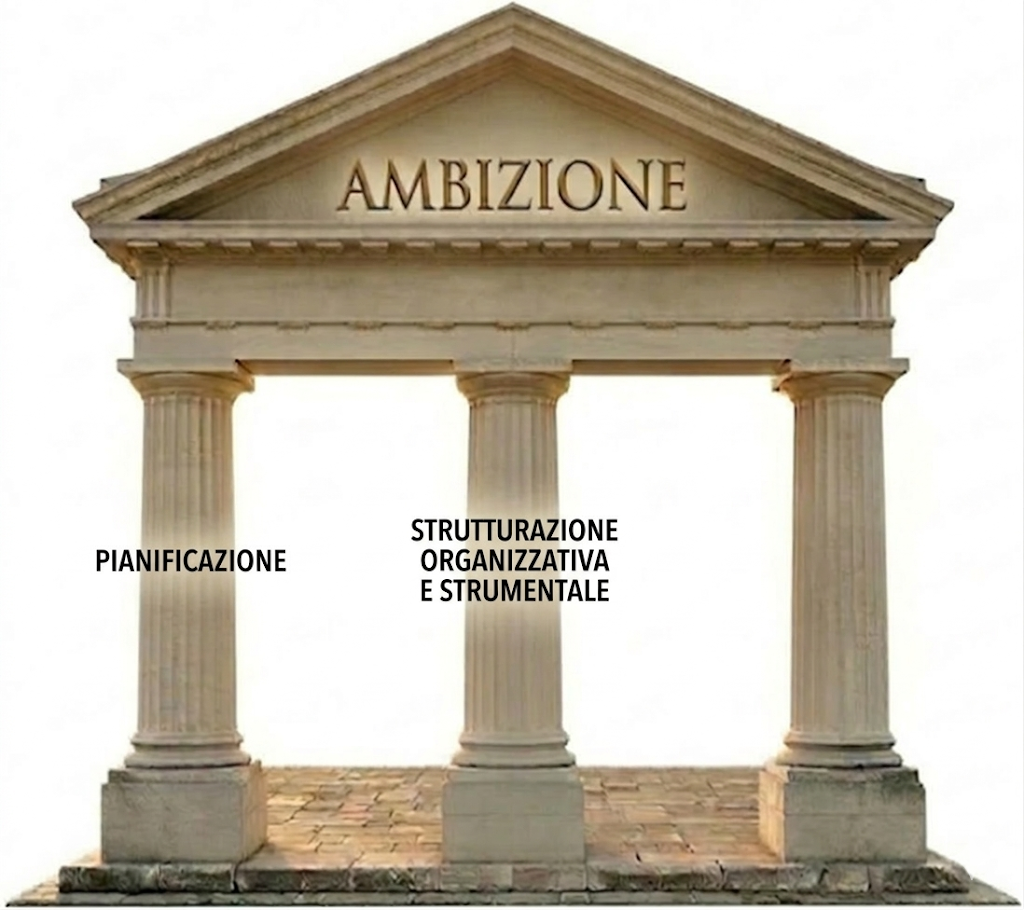 AMBIZIONE
PIANIFICAZIONE
STRUTTURAZIONE
ORGANIZZATIVA
E STRUMENTALE